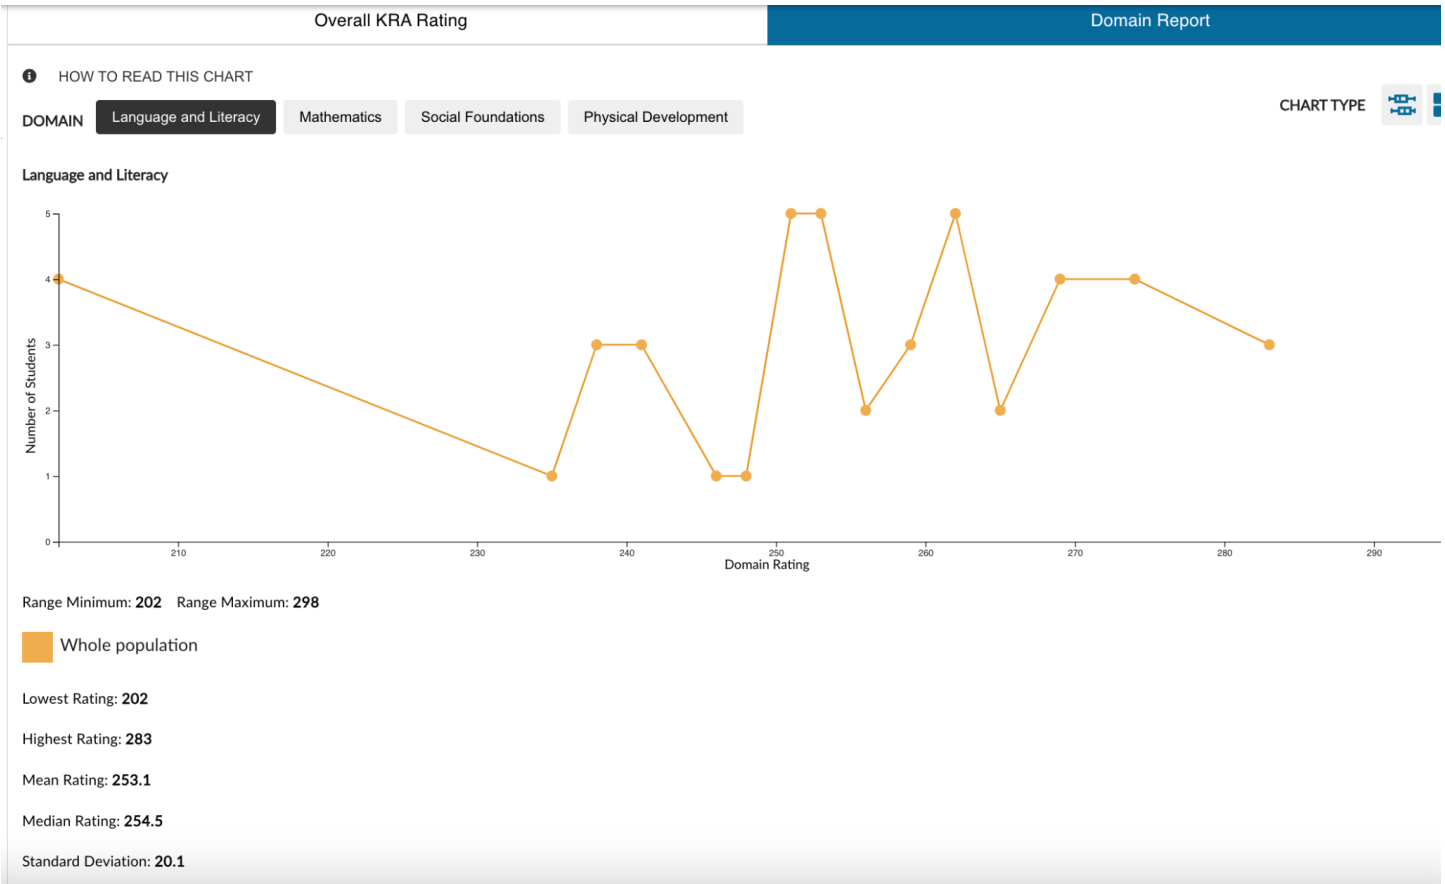 Overall KRA Rating
Domain Report
HOW TO READ THIS CHART
DOMAIN
Language and Literacy
Mathematics
Social Foundations
Physical Development
CHART TYPE
Language and Literacy
5
4
3
2
1
0
Number of Students
210
220
230
240
250
260
270
280
290
Domain Rating
Range Minimum: 202 Range Maximum: 298
Whole population
Lowest Rating: 202
Highest Rating: 283
Mean Rating: 253.1
Median Rating: 254.5
Standard Deviation: 20.1